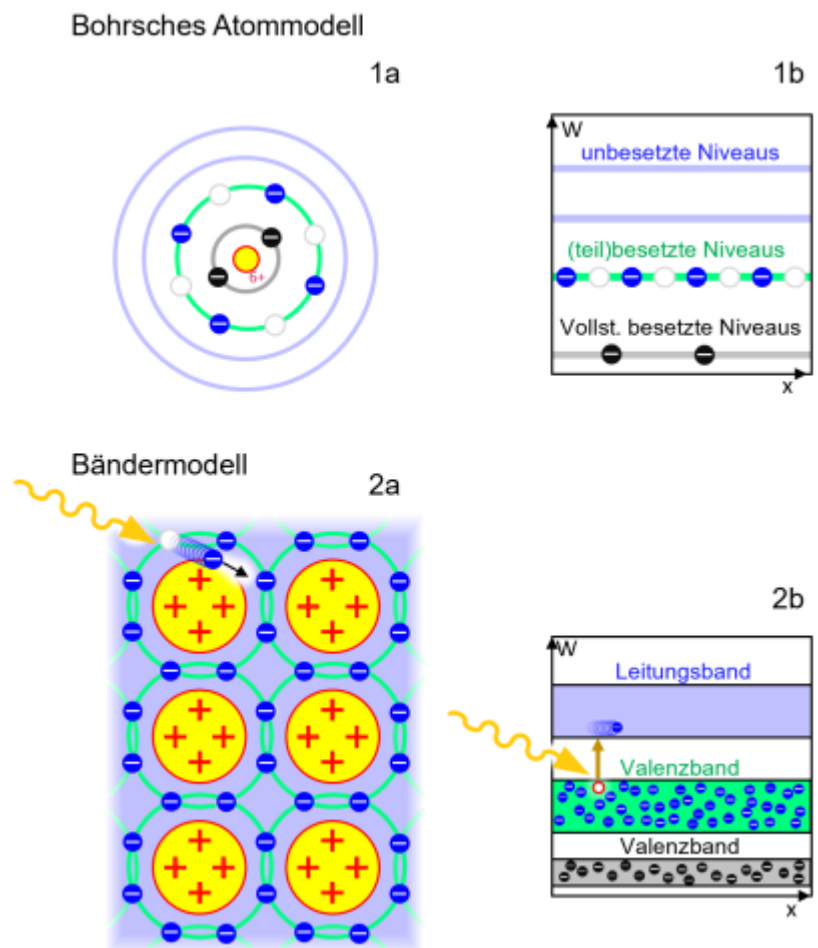 Bohrsches Atommodell
1a
1b
6+
W
unbesetzte Niveaus
(teil)besetzte Niveaus
Vollst. besetzte Niveaus
x
Bändermodell
2a
2b
+ +
+ + + +
+ +
+ +
+ + + +
+ +
+ +
+ + + +
+ +
W
Leitungsband
Valenzband
Valenzband
x